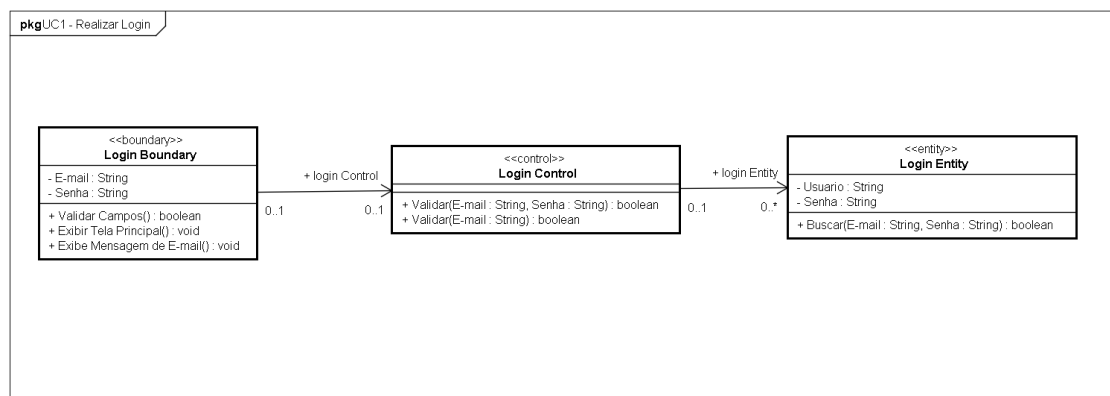 pkg UC1 - Realizar Login
<<boundary>>
Login Boundary
- E-mail : String
- Senha : String
+ Validar Campos() : boolean
+ Exibir Tela Principal() : void
+ Exibe Mensagem de E-mail() : void
+ login Control
0..1
0..1
<<control>>
Login Control
+ Validar(E-mail : String, Senha : String) : boolean
+ Validar(E-mail : String) : boolean
+ login Entity
0..1
0..*
<<entity>>
Login Entity
- Usuario : String
- Senha : String
+ Buscar(E-mail : String, Senha : String) : boolean